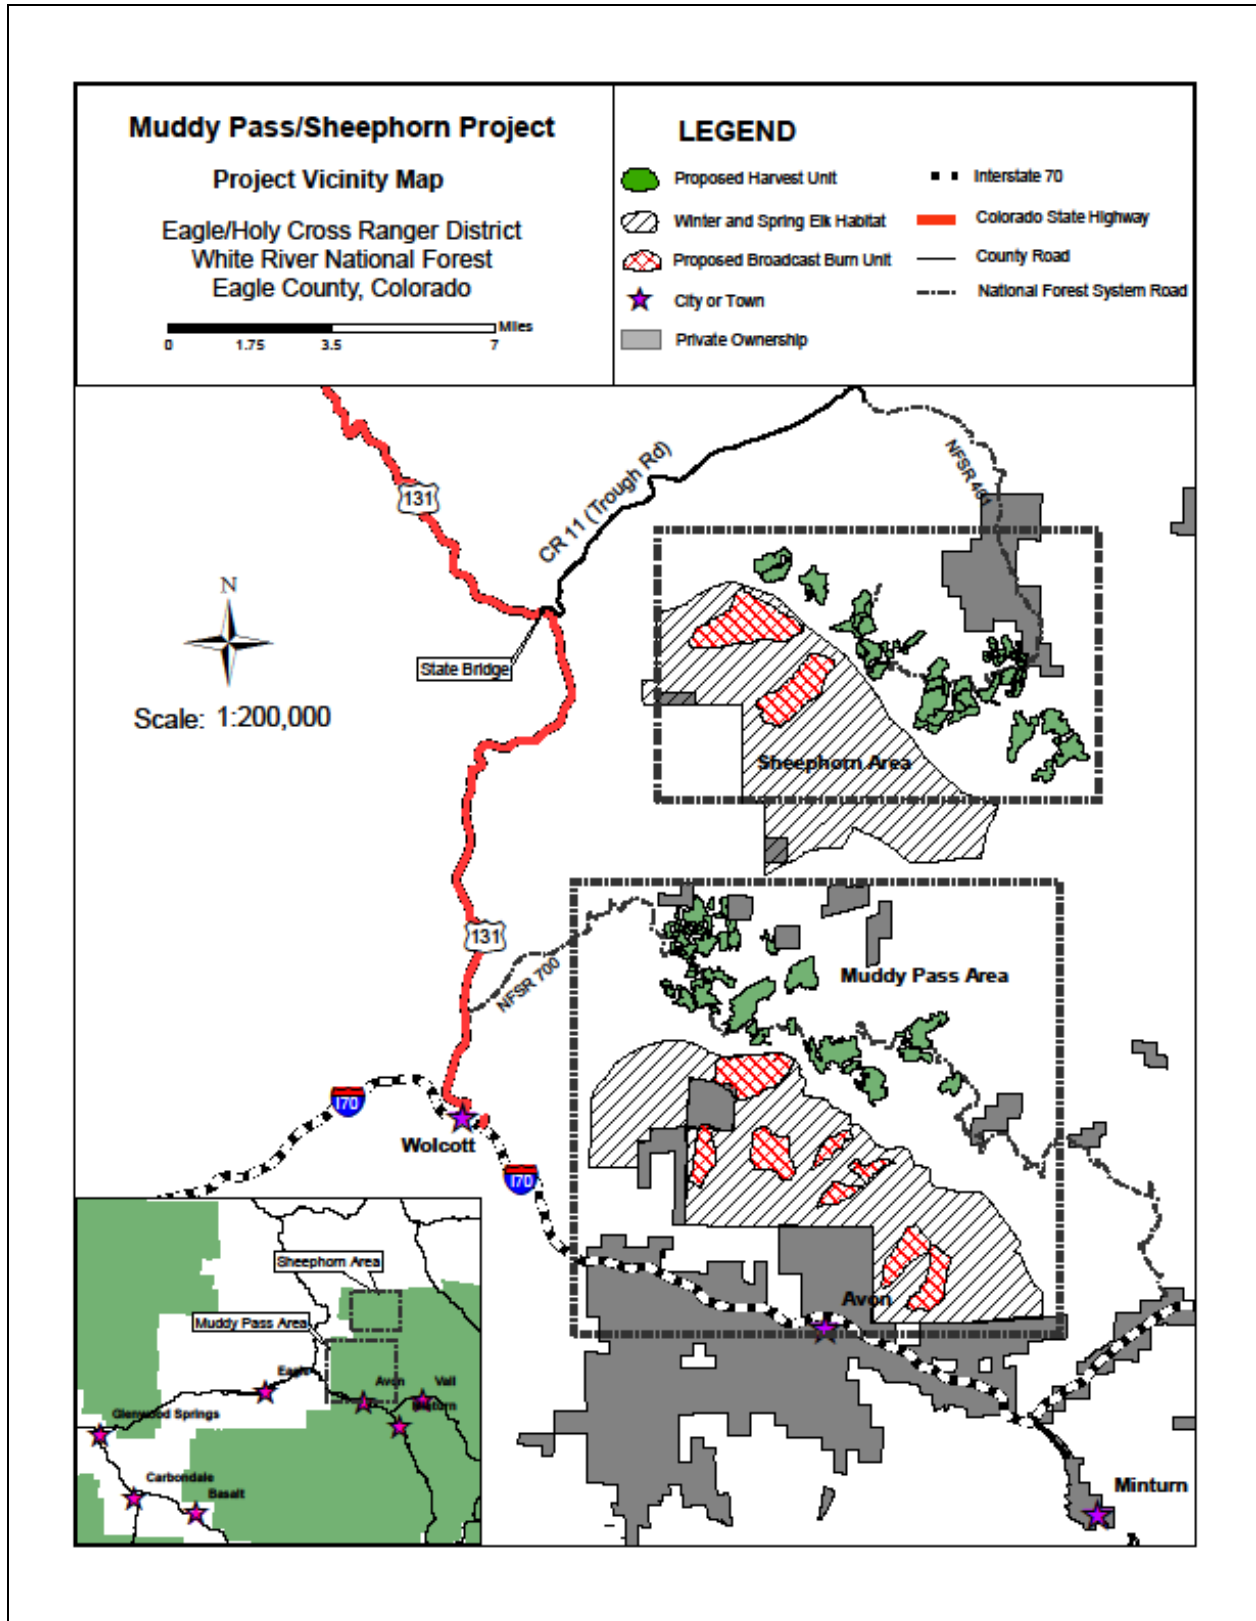 Muddy Pass/Sheephorn Project
Project Vicinity Map
Eagle/Holy Cross Ranger District
White River National Forest
Eagle County, Colorado
Miles
0 1.75 3.5 7
LEGEND
Proposed Harvest Unit
Winter and Spring Elk Habitat
Proposed Broadcast Burn Unit
City or Town
Private Ownership
Interstate 70
Colorado State Highway
County Road
National Forest System Road
131
CR 11 (Trough Rd)
NFSR 401
N
State Bridge
Scale: 1:200,000
Sheephorn Area
131
NFSR 700
Muddy Pass Area
I70
Wolcott
I70
Avon
Minturn
Sheephorn Area
Muddy Pass Area
Eagle
Avon
Vail
Minturn
Glenwood Springs
Carbondale
Basalt